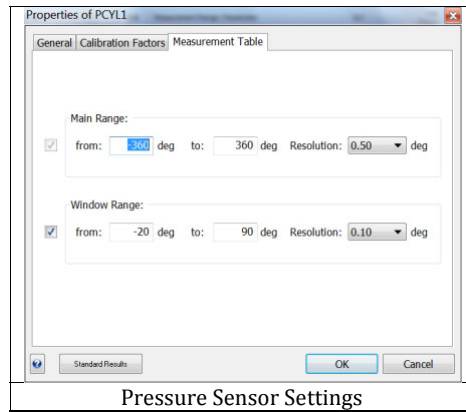 Properties of PCYL1
General Calibration Factors Measurement Table
Main Range:
from: -360 deg to: 360 deg Resolution: 0.50 deg
Window Range:
from: -20 deg to: 90 deg Resolution: 0.10 deg
Standard Results OK Cancel
Pressure Sensor Settings